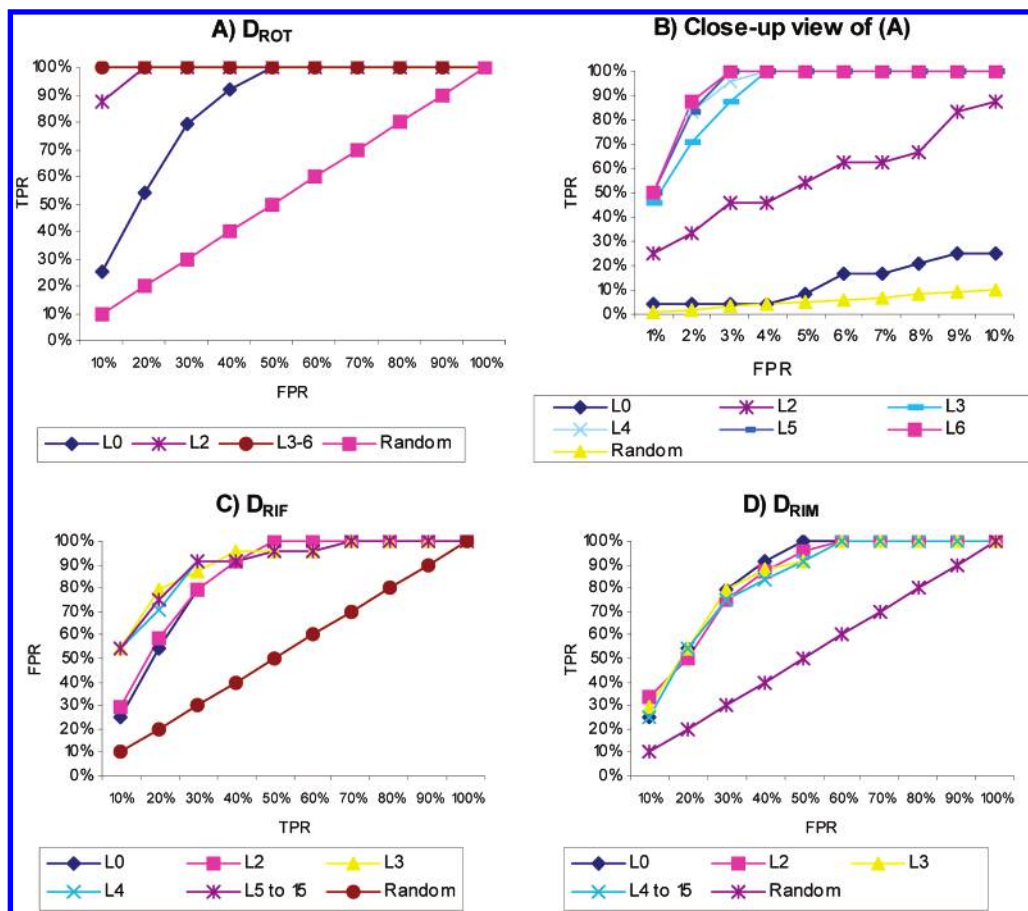 A) DROT
100%
90%
80%
70%
60%
50%
40%
30%
20%
10%
0%
TPR
10% 20% 30% 40% 50% 60% 70% 80% 90% 100%
FPR
L0 L2 L3-6 Random
B) Close-up view of (A)
100%
90%
80%
70%
60%
50%
40%
30%
20%
10%
0%
TPR
1% 2% 3% 4% 5% 6% 7% 8% 9% 10%
FPR
L0 L2 L3
L4 L5 L6
Random
C) DRIF
100%
90%
80%
70%
60%
50%
40%
30%
20%
10%
0%
FPR
10% 20% 30% 40% 50% 60% 70% 80% 90% 100%
TPR
L0 L2 L3
L4 L5 to 15 Random
D) DRIM
100%
90%
80%
70%
60%
50%
40%
30%
20%
10%
0%
TPR
10% 20% 30% 40% 50% 60% 70% 80% 90% 100%
FPR
L0 L2 L3
L4 to 15 Random